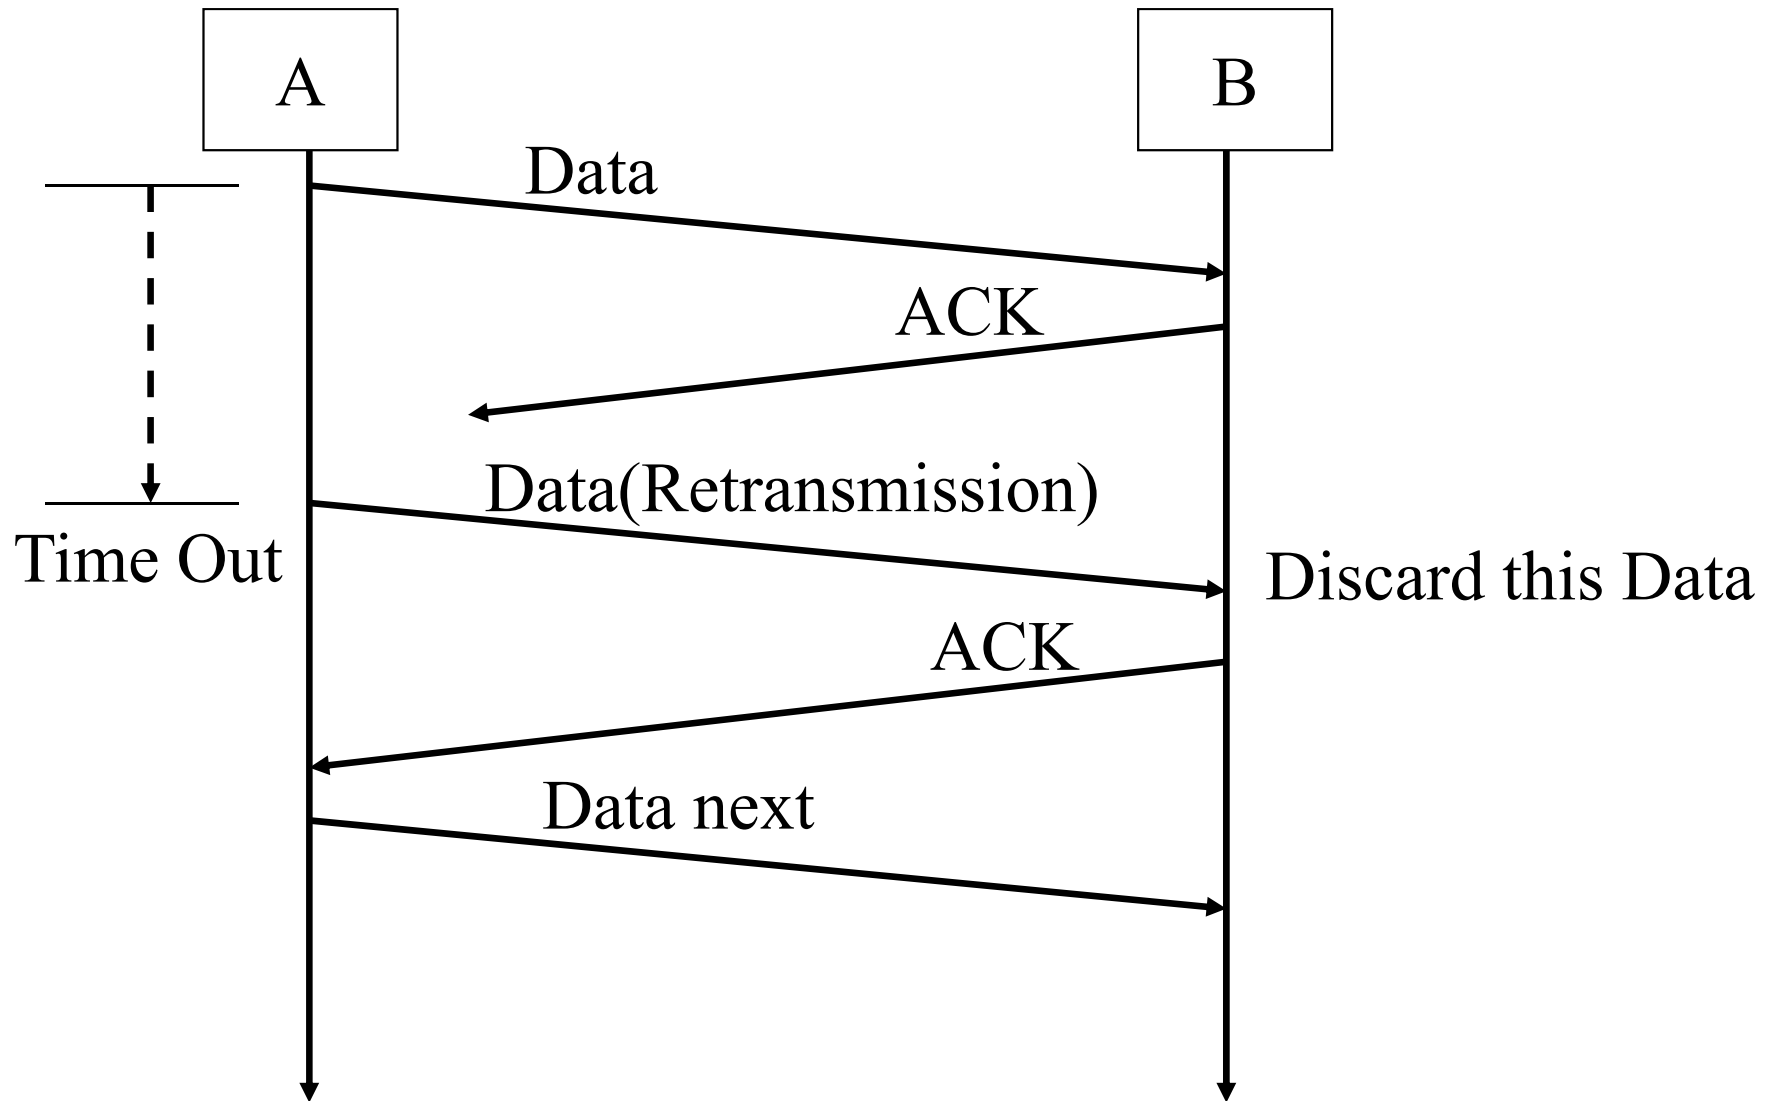 A
B
Data
ACK
Data(Retransmission)
Time Out
Discard this Data
ACK
Data next